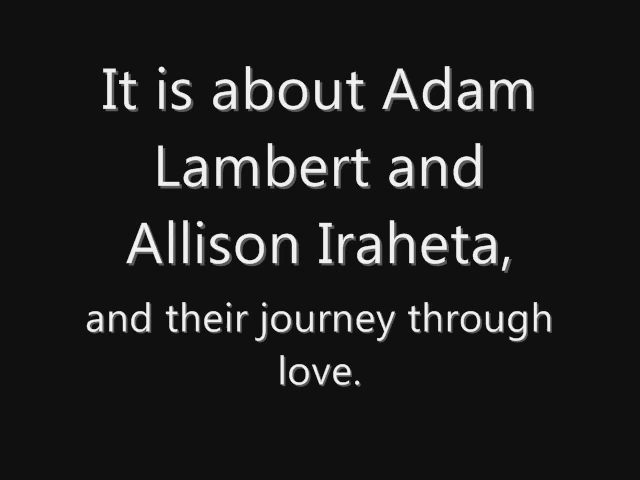 It is about Adam
Lambert and
Allison Iraheta,
and their journey through
love.